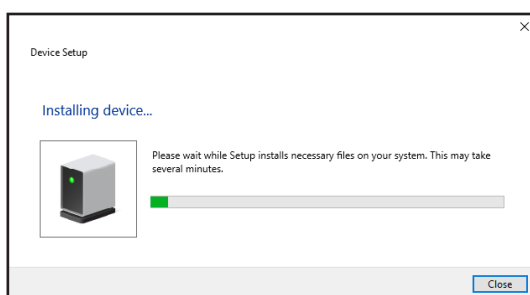 Device Setup
Installing device...
Please wait while Setup installs necessary files on your system. This may take
several minutes.
Close